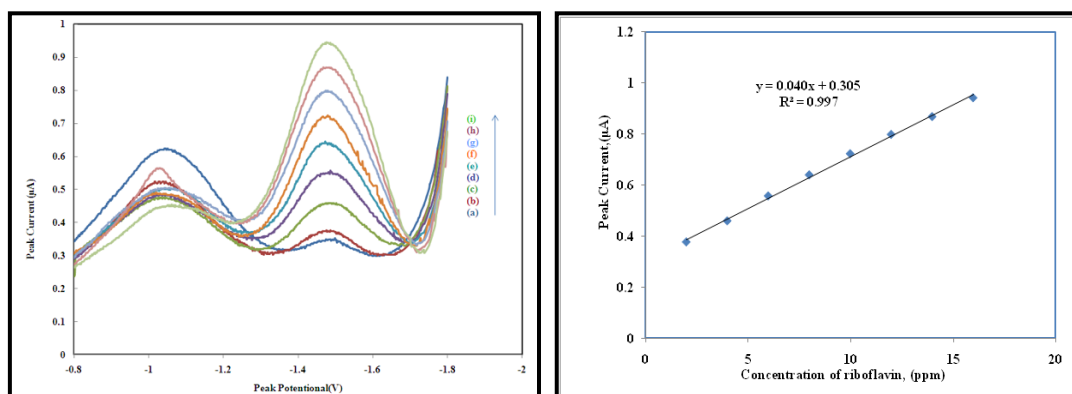 1
0.9
0.8
0.7
0.6
0.5
0.4
0.3
0.2
0.1
0
-0.8
-1
-1.2
-1.4
-1.6
-1.8
-2
Peak Current (µA)
Peak Potentional(V)
(i)
(h)
(g)
(f)
(e)
(d)
(c)
(b)
(a)
1.2
1
0.8
0.6
0.4
0.2
0
0
5
10
15
20
Peak Current,(µA)
Concentration of riboflavin, (ppm)
y = 0.040x + 0.305
R² = 0.997